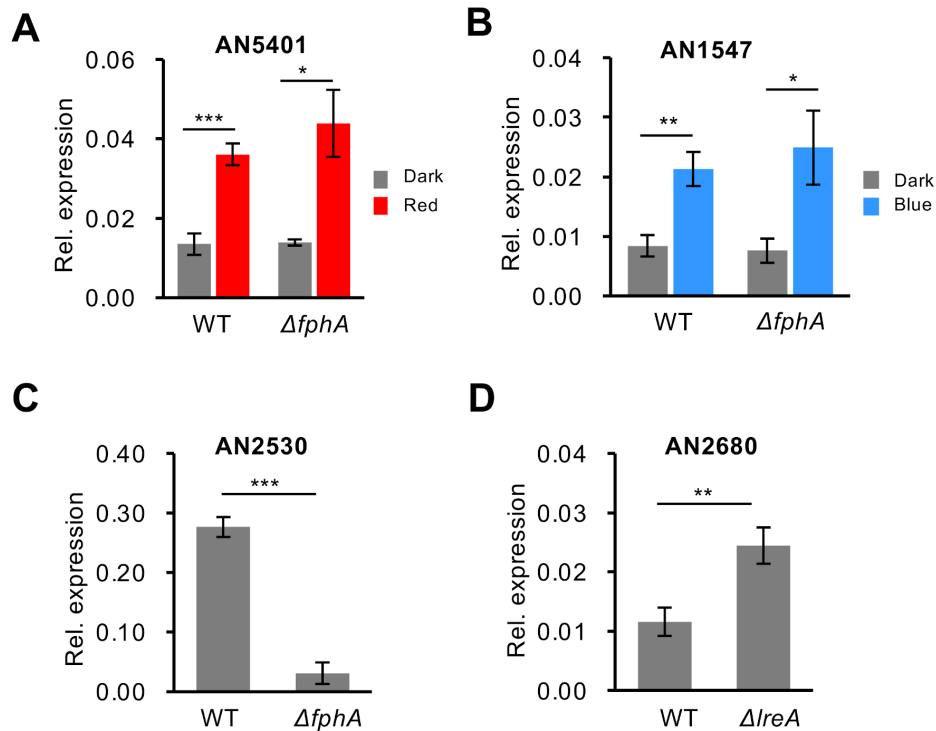 A
AN5401
Rel. expression
0.06
0.04
0.02
0.00
***
*
WT
ΔfphA
Dark
Red
B
AN1547
Rel. expression
0.04
0.03
0.02
0.01
0.00
**
*
WT
ΔfphA
Dark
Blue
C
AN2530
Rel. expression
0.40
0.30
0.20
0.10
0.00
***
WT
ΔfphA
D
AN2680
Rel. expression
0.04
0.03
0.02
0.01
0.00
**
WT
ΔlreA